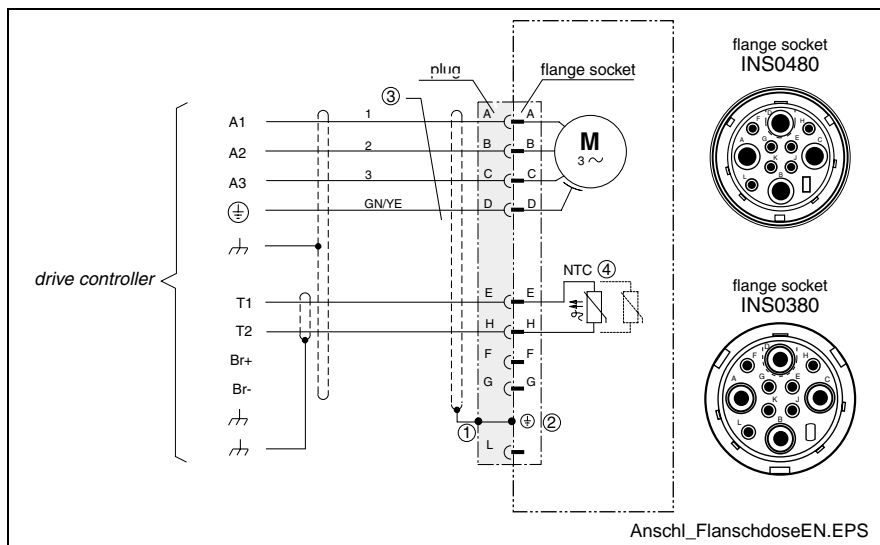 plug
flange socket
flange socket
INS0480
③
A1
1
A
A
A2
2
B
B
A3
3
C
C
GN/YE
D
D
M
3 ~
drive controller
NTC ④
T1
E
E
T2
H
H
Br+
F
F
Br-
G
G
①
②
L
D
F
H
G
E
A
C
K
J
L
B
flange socket
INS0380
D
F
H
G
E
A
C
K
J
L
B
Anschl_FlanschdoseEN.EPS